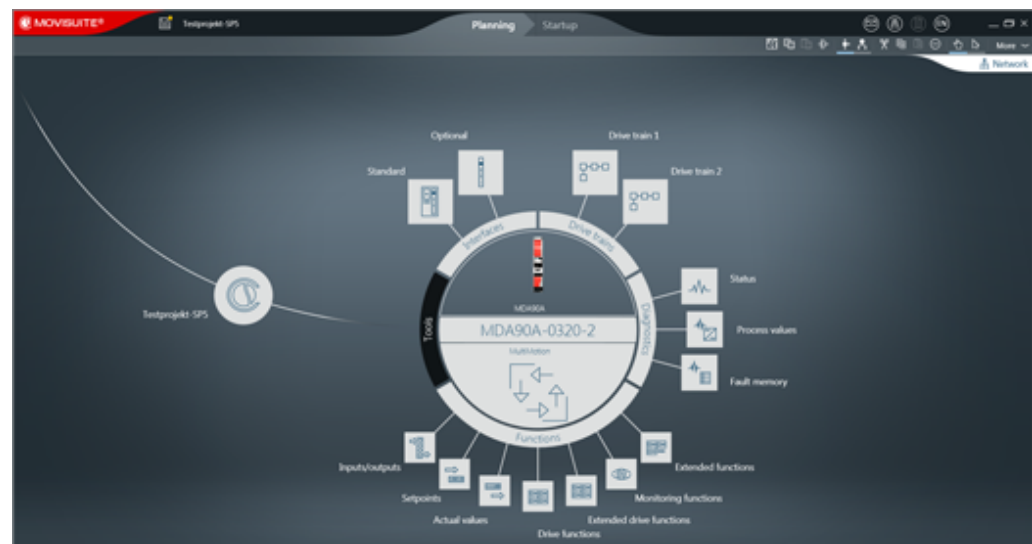 MOVISUITE®
Testprojekt-SPS
Planning
Startup
EN
More
Network
Optional
Drive train 1
Standard
Drive train 2
Interfaces
Drive trains
Status
MDA90A
Testprojekt-SPS
Tools
MDA90A-0320-2
Diagnostics
Process values
MultiMotion
Fault memory
Functions
Inputs/outputs
Extended functions
Setpoints
Monitoring functions
Actual values
Extended drive functions
Drive functions